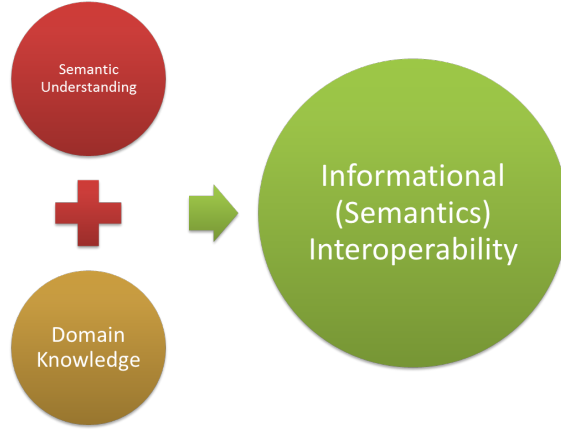 Semantic
Understanding
Domain
Knowledge
Informational
(Semantics)
Interoperability